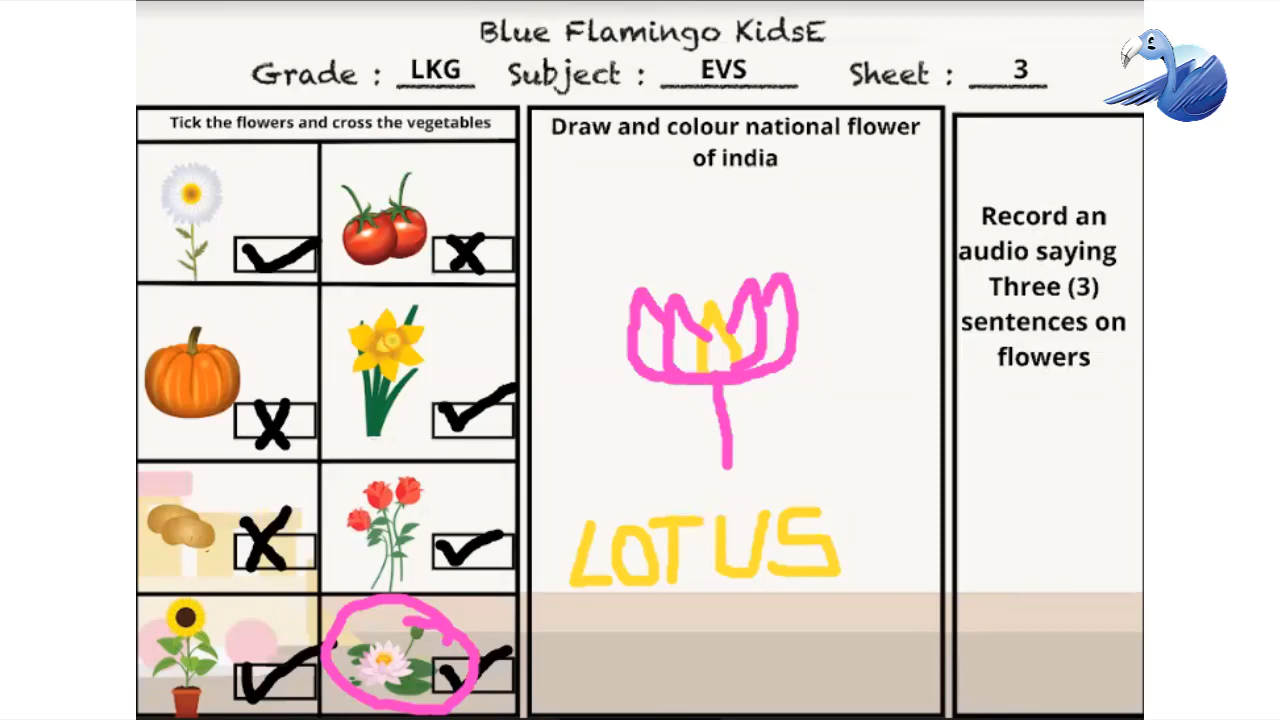 Blue Flamingo KidsE
Grade : LKG Subject : EVS Sheet : 3
Tick the flowers and cross the vegetables
Draw and colour national flower
of india
LOTUS
Record an
audio saying
Three (3)
sentences on
flowers